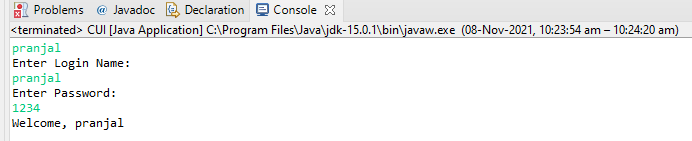 Problems @ Javadoc Declaration Console
<terminated> CUI [Java Application] C:\Program Files\Java\jdk-15.0.1\bin\javaw.exe (08-Nov-2021, 10:23:54 am – 10:24:20 am)
pranjal
Enter Login Name:
pranjal
Enter Password:
1234
Welcome, pranjal